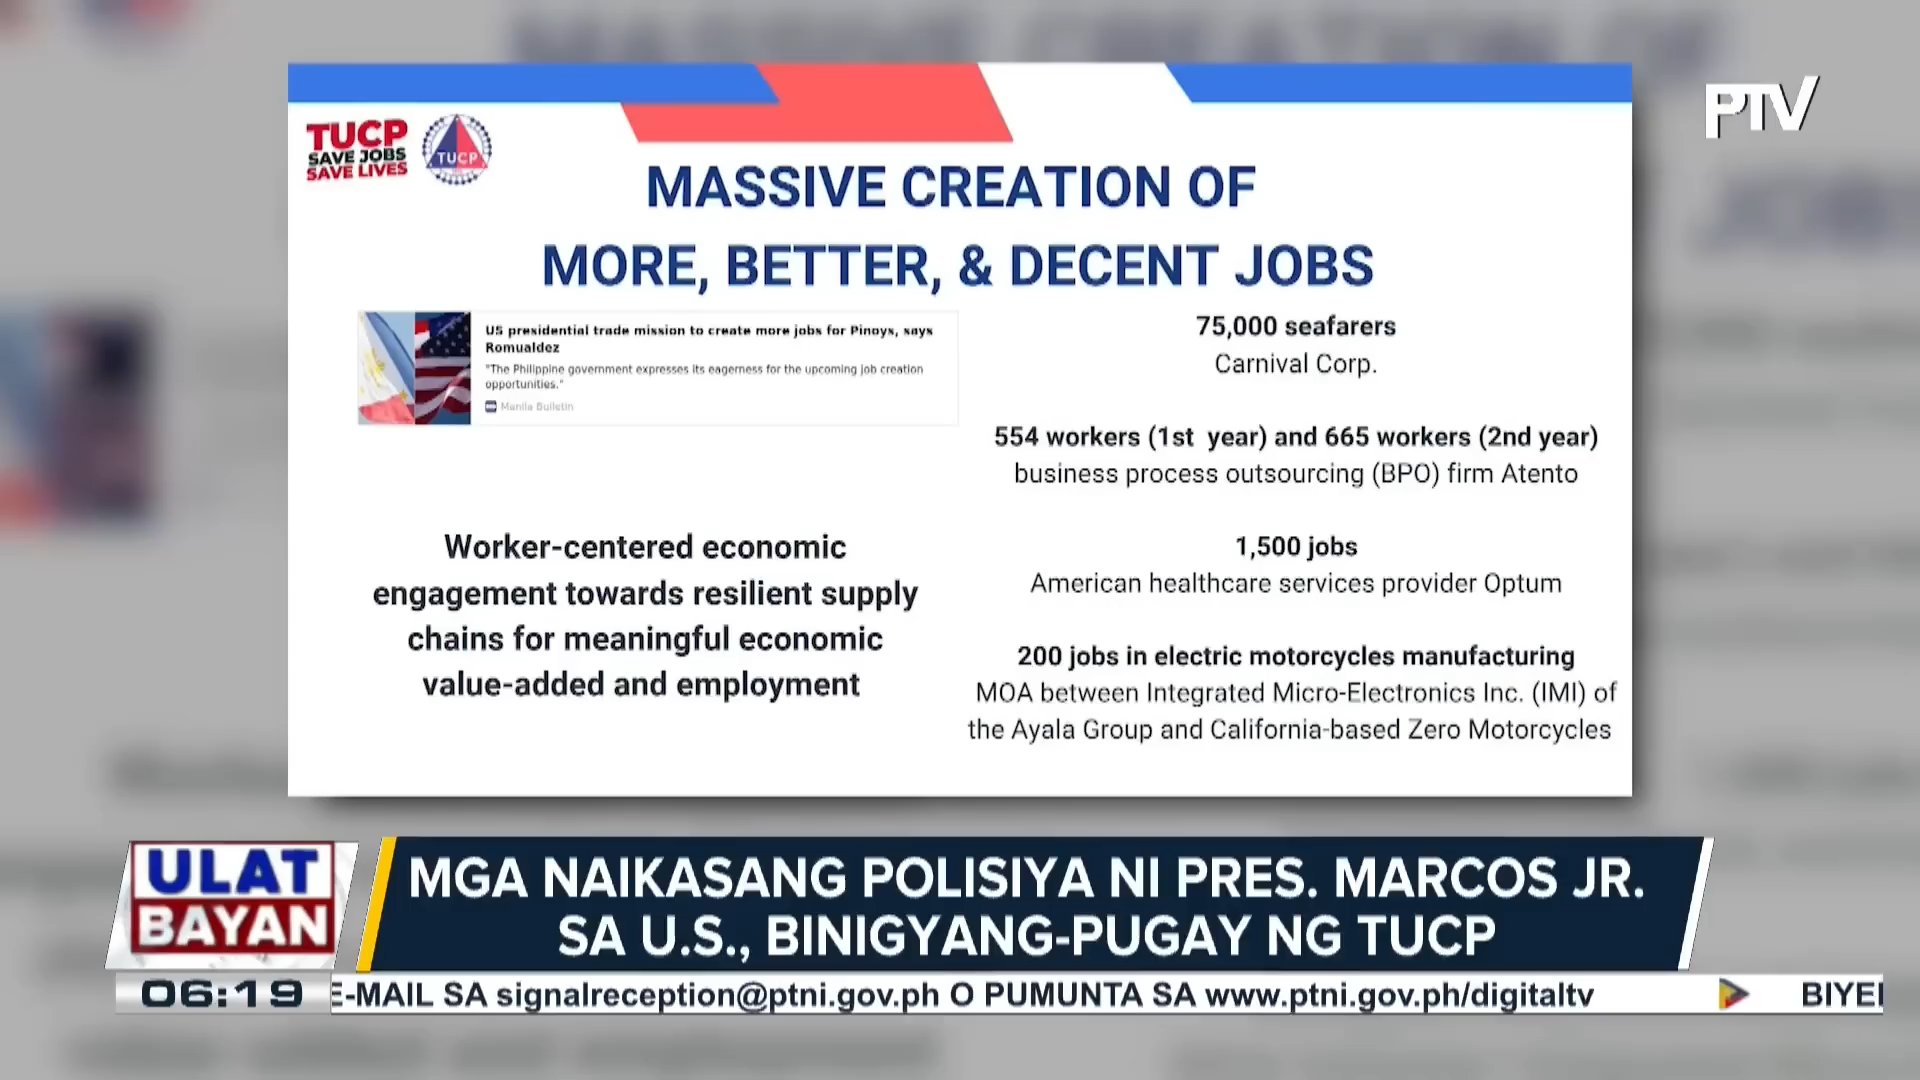 PTV
TUCP
SAVE JOBS
SAVE LIVES
TUCP
MASSIVE CREATION OF
MORE, BETTER, & DECENT JOBS
US presidential trade mission to create more jobs for Pinoys, says
Romualdez
"The Philippine government expresses its eagerness for the upcoming job creation
opportunities."
Manila Bulletin
Worker-centered economic
engagement towards resilient supply
chains for meaningful economic
value-added and employment
75,000 seafarers
Carnival Corp.
554 workers (1st year) and 665 workers (2nd year)
business process outsourcing (BPO) firm Atento
1,500 jobs
American healthcare services provider Optum
200 jobs in electric motorcycles manufacturing
MOA between Integrated Micro-Electronics Inc. (IMI) of
the Ayala Group and California-based Zero Motorcycles
ULAT
BAYAN
MGA NAIKASANG POLISIYA NI PRES. MARCOS JR.
SA U.S., BINIGYANG-PUGAY NG TUCP
06:19
E-MAIL SA signalreception@ptni.gov.ph O PUMUNTA SA www.ptni.gov.ph/digitaltv